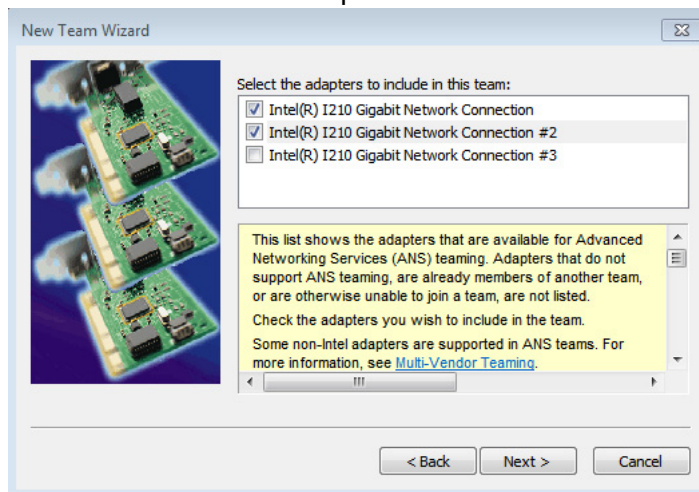 New Team Wizard
Select the adapters to include in this team:
Intel(R) I210 Gigabit Network Connection
Intel(R) I210 Gigabit Network Connection #2
Intel(R) I210 Gigabit Network Connection #3
This list shows the adapters that are available for Advanced
Networking Services (ANS) teaming. Adapters that do not
support ANS teaming, are already members of another team,
or are otherwise unable to join a team, are not listed.
Check the adapters you wish to include in the team.
Some non-Intel adapters are supported in ANS teams. For
more information, see Multi-Vendor Teaming.
< Back
Next >
Cancel